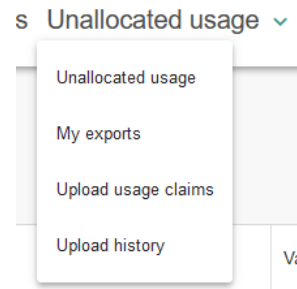 s Unallocated usage
Unallocated usage
My exports
Upload usage claims
Upload history
Va